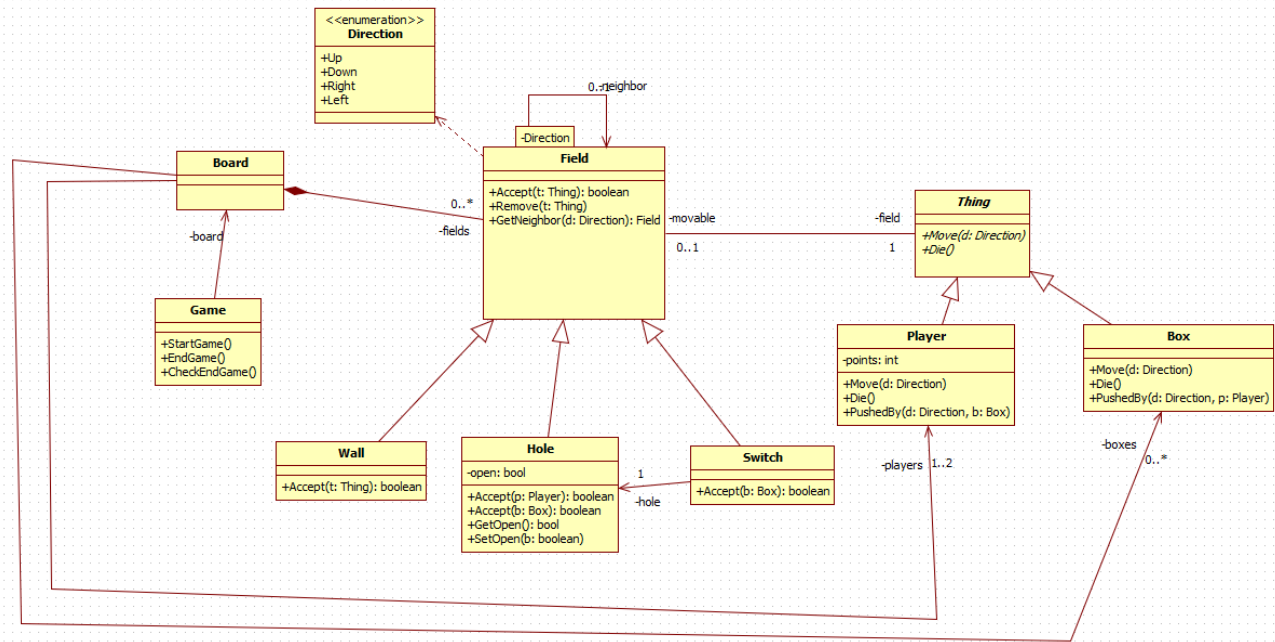 <<enumeration>>
Direction
+Up
+Down
+Right
+Left
0..1
-neighbor
-Direction
Board
Field
+Accept(t: Thing): boolean
+Remove(t: Thing)
+GetNeighbor(d: Direction): Field
0..*
-fields
-movable
0..1
-field
1
Thing
+Move(d: Direction)
+Die()
-board
Game
+StartGame()
+EndGame()
+CheckEndGame()
Player
-points: int
+Move(d: Direction)
+Die()
+PushedBy(d: Direction, b: Box)
Box
+Move(d: Direction)
+Die()
+PushedBy(d: Direction, p: Player)
Wall
+Accept(t: Thing): boolean
Hole
-open: bool
+Accept(p: Player): boolean
+Accept(b: Box): boolean
+GetOpen(): bool
+SetOpen(b: boolean)
1
-hole
Switch
+Accept(b: Box): boolean
-players
1..2
-boxes
0..*